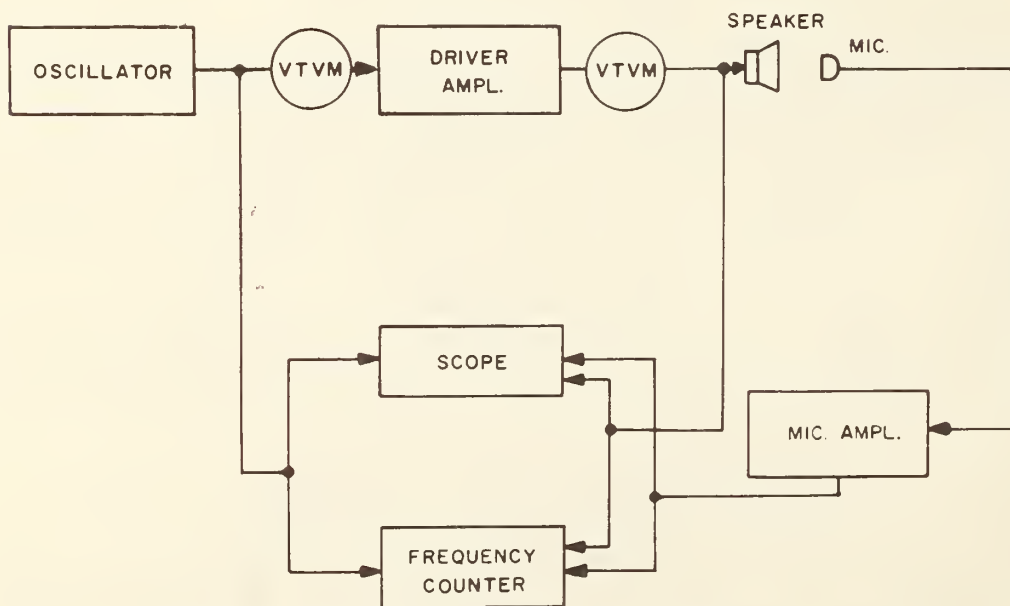 SPEAKER
MIC.
OSCILLATOR
VTVM
DRIVER
AMPL.
VTVM
SCOPE
MIC. AMPL.
FREQUENCY
COUNTER